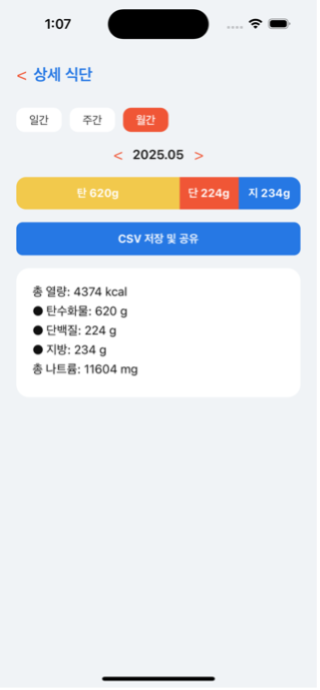 1:07
< 상세 식단
일간 주간 월간
< 2025.05 >
탄 620g 단 224g 지 234g
CSV 저장 및 공유
총 열량: 4374 kcal
● 탄수화물: 620 g
● 단백질: 224 g
● 지방: 234 g
총 나트륨: 11604 mg